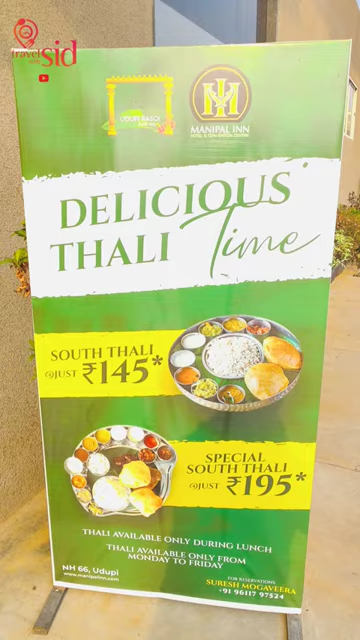 travel
with
sid
UDUPI RASOI
MANIPAL INN
HOTEL & CONVENTION CENTRE
DELICIOUS*
THALI Time
SOUTH THALI
@JUST ₹145*
SPECIAL
SOUTH THALI
@JUST ₹195*
THALI AVAILABLE ONLY DURING LUNCH
THALI AVAILABLE ONLY FROM
MONDAY TO FRIDAY
NH 66, Udupi
www.manipalinn.com
FOR RESERVATIONS
SURESH MOGAVEERA
+91 96117 97524